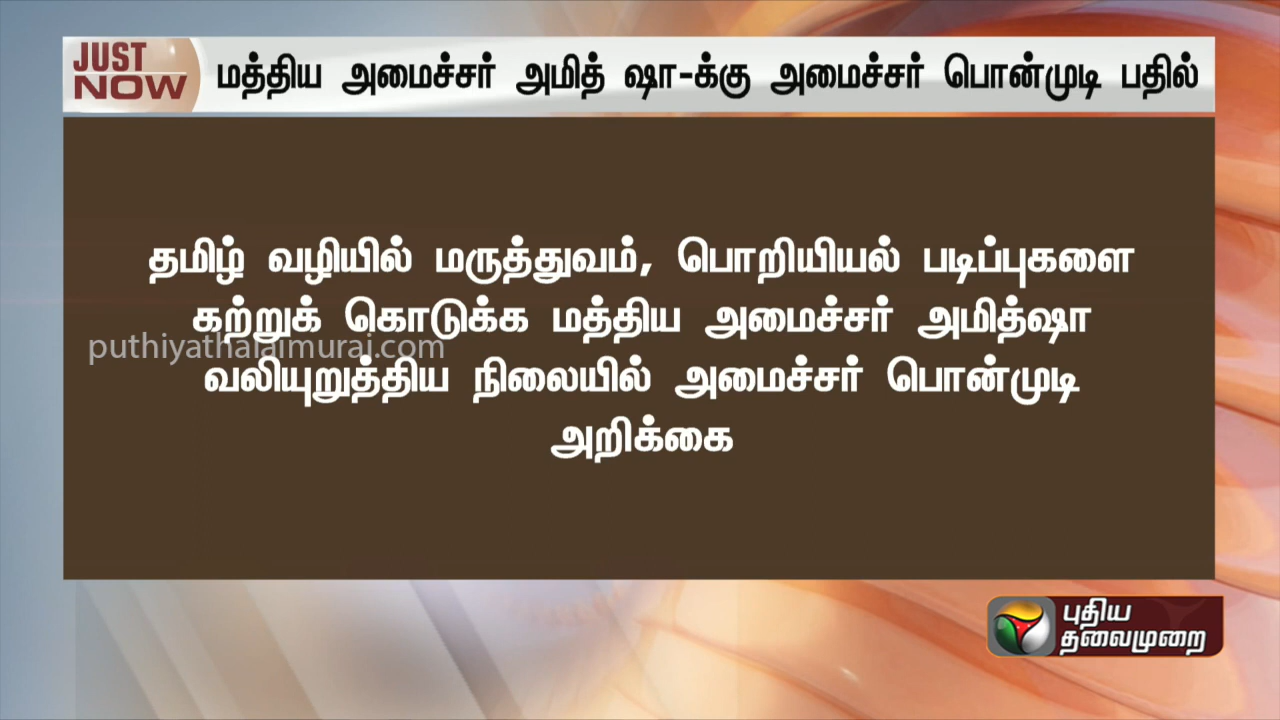 JUST
NOW
மத்திய அமைச்சர் அமித் ஷா-க்கு அமைச்சர் பொன்முடி பதில்
தமிழ் வழியில் மருத்துவம், பொறியியல் படிப்புகளை
கற்றுக் கொடுக்க மத்திய அமைச்சர் அமித்ஷா
puthiyathalaimurai.com
வலியுறுத்திய நிலையில் அமைச்சர் பொன்முடி
அறிக்கை
புதிய
தலைமுறை